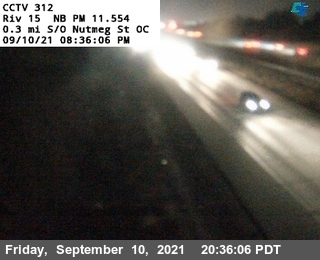 CCTV 312
Riv 15 NB PM 11.554
0.3 mi S/O Nutmeg St OC
09/10/21 08:36:06 PM
Friday, September 10, 2021 20:36:06 PDT